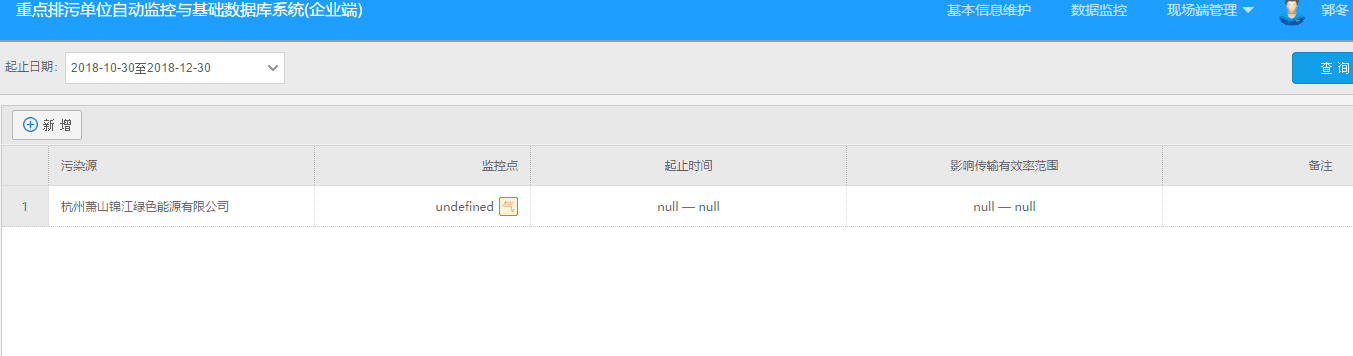 重点排污单位自动监控与基础数据库系统(企业端)
基本信息维护 数据监控 现场端管理 郭冬
起止日期: 2018-10-30至2018-12-30
查 询
新 增
污染源 监控点 起止时间 影响传输有效率范围 备注
1 杭州萧山锦江绿色能源有限公司 undefined 气 null — null null — null